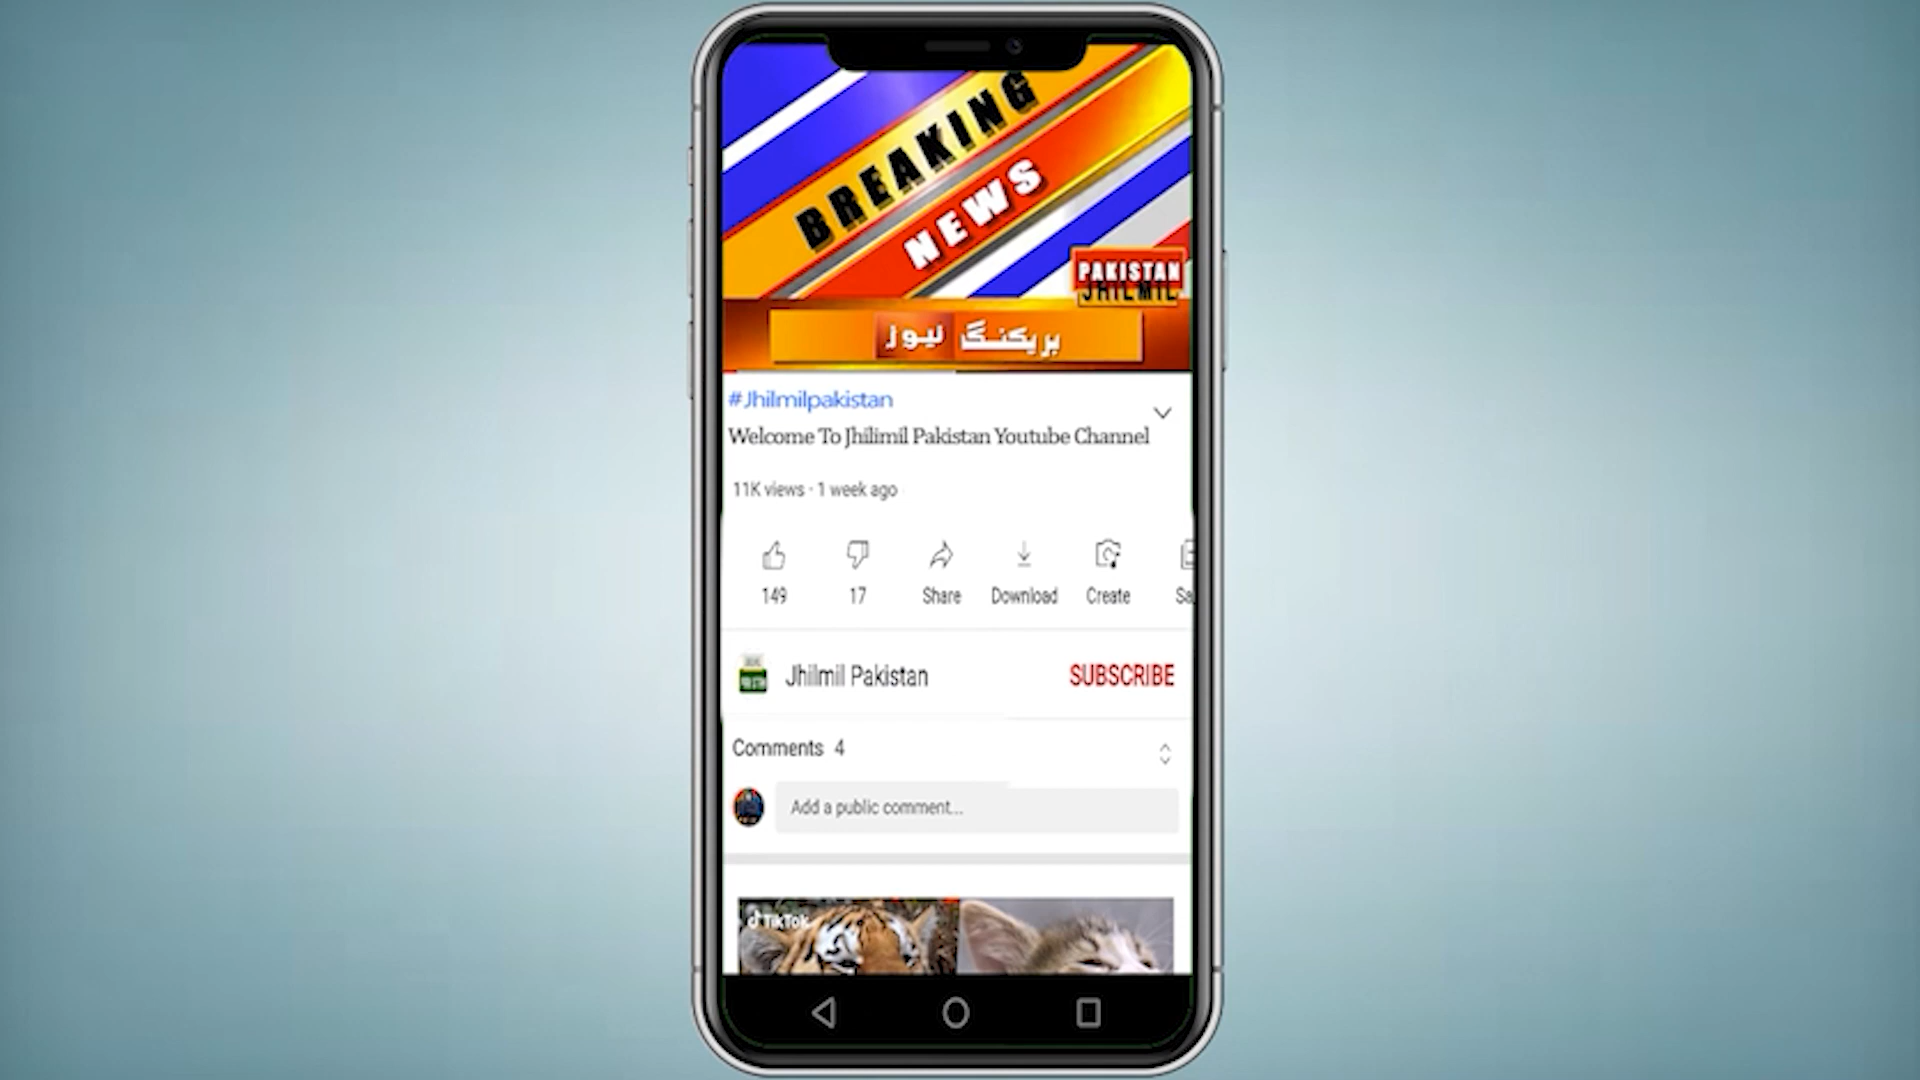 BREAKING
NEWS
PAKISTAN
JHILMIL
بریکنگ نیوز
#Jhilmilpakistan
Welcome To Jhilimil Pakistan Youtube Channel
11K views · 1 week ago
149
17
Share
Download
Create
Sa
Jhilmil Pakistan
SUBSCRIBE
Comments 4
Add a public comment...
TikTok